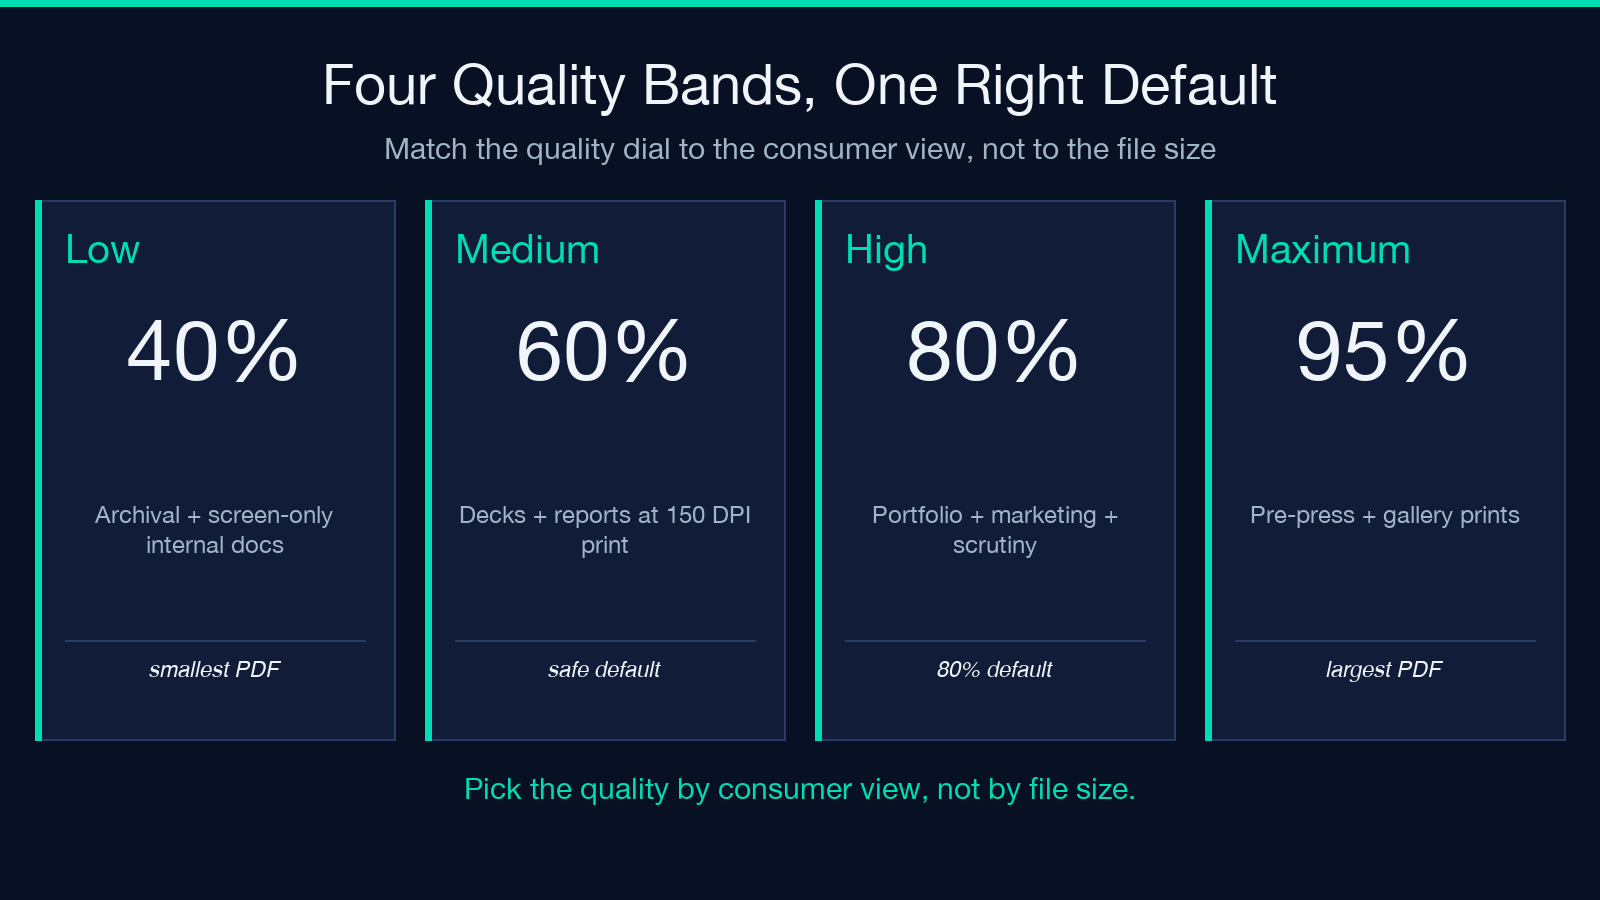 Four Quality Bands, One Right Default
Match the quality dial to the consumer view, not to the file size
Low
40%
Archival + screen-only
internal docs
smallest PDF
Medium
60%
Decks + reports at 150 DPI
print
safe default
High
80%
Portfolio + marketing +
scrutiny
80% default
Maximum
95%
Pre-press + gallery prints
largest PDF
Pick the quality by consumer view, not by file size.